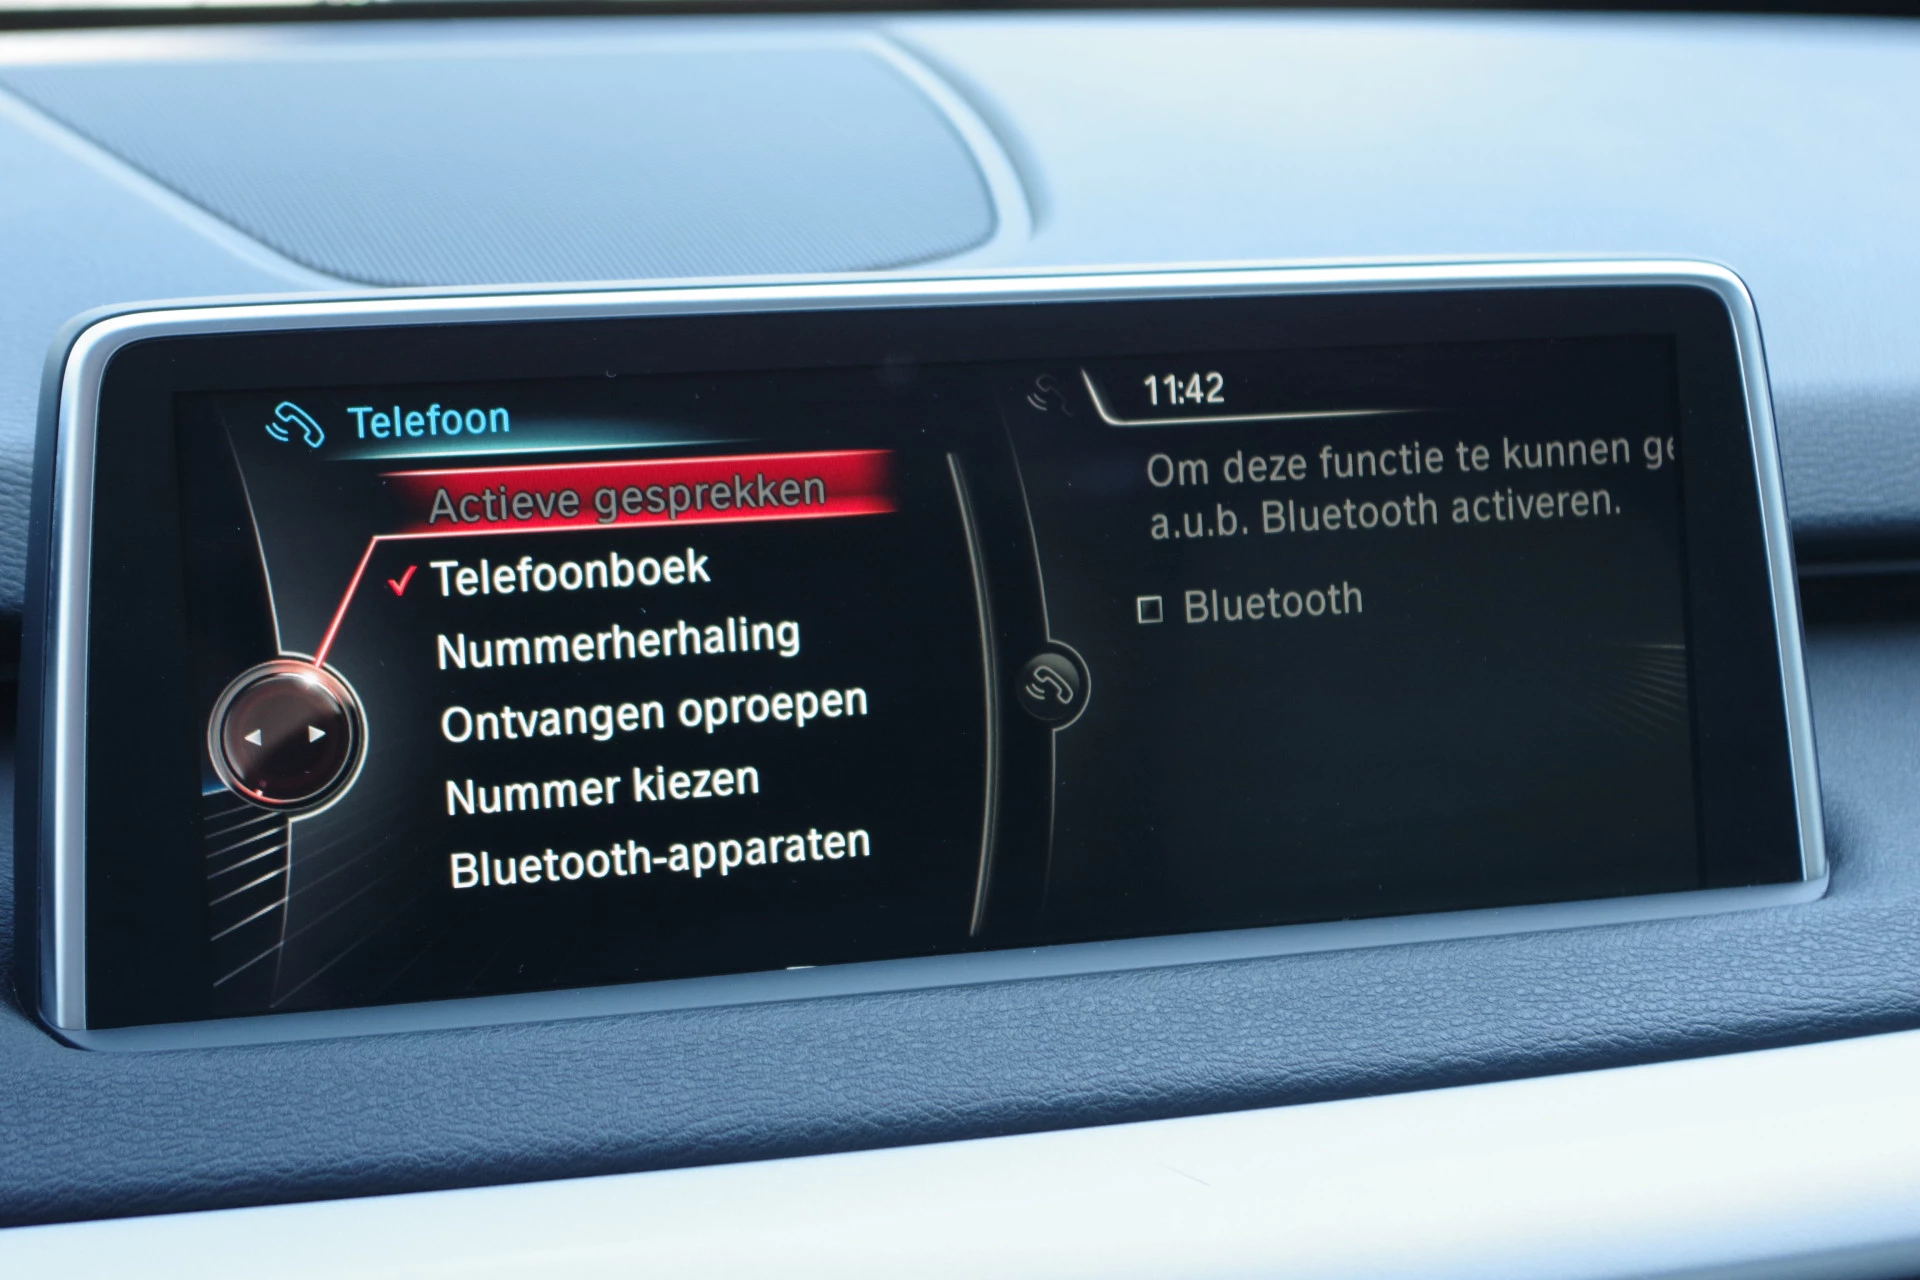 Telefoon
Actieve gesprekken
Telefoonboek
Nummerherhaling
Ontvangen oproepen
Nummer kiezen
Bluetooth-apparaten
11:42
Om deze functie te kunnen ge
a.u.b. Bluetooth activeren.
Bluetooth